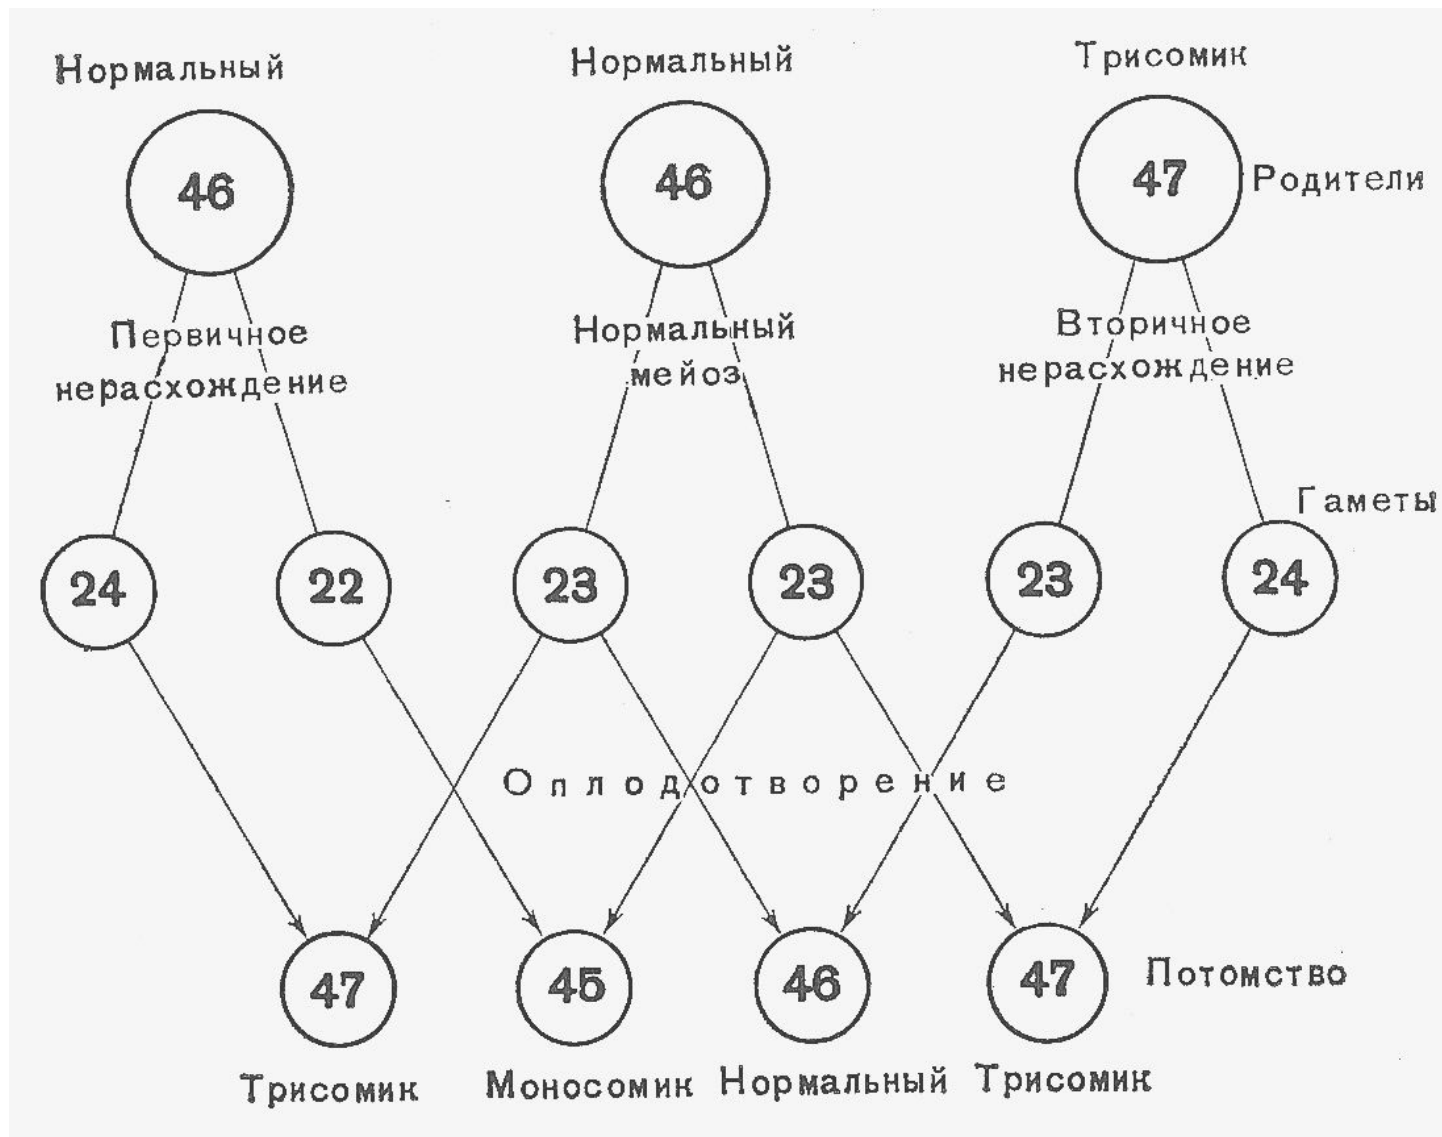 Нормальный
Нормальный
Трисомик
46
46
47
Родители
Первичное
нерасхождение
Нормальный
мейоз
Вторичное
нерасхождение
Гаметы
24
22
23
23
23
24
Оплодотворение
47
45
46
47
Потомство
Трисомик
Моносомик
Нормальный
Трисомик